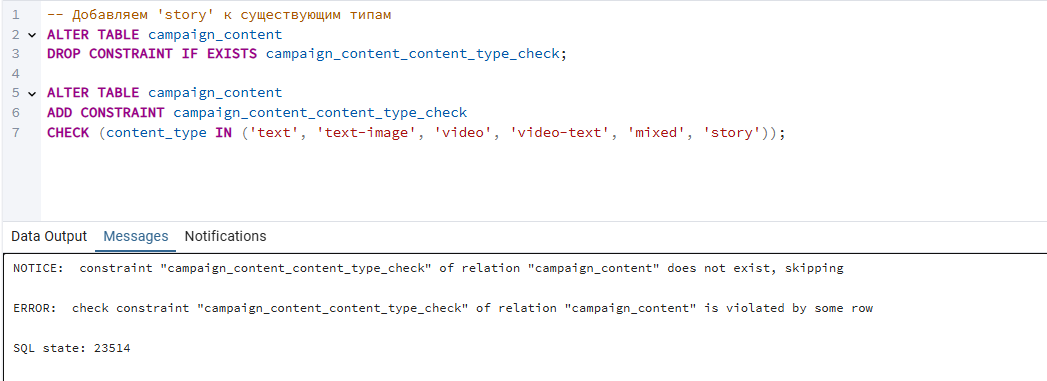 1 -- Добавляем 'story' к существующим типам
2 ALTER TABLE campaign_content
3 DROP CONSTRAINT IF EXISTS campaign_content_content_type_check;
4
5 ALTER TABLE campaign_content
6 ADD CONSTRAINT campaign_content_content_type_check
7 CHECK (content_type IN ('text', 'text-image', 'video', 'video-text', 'mixed', 'story'));
Data Output Messages Notifications
NOTICE:  constraint "campaign_content_content_type_check" of relation "campaign_content" does not exist, skipping
ERROR:  check constraint "campaign_content_content_type_check" of relation "campaign_content" is violated by some row
SQL state: 23514